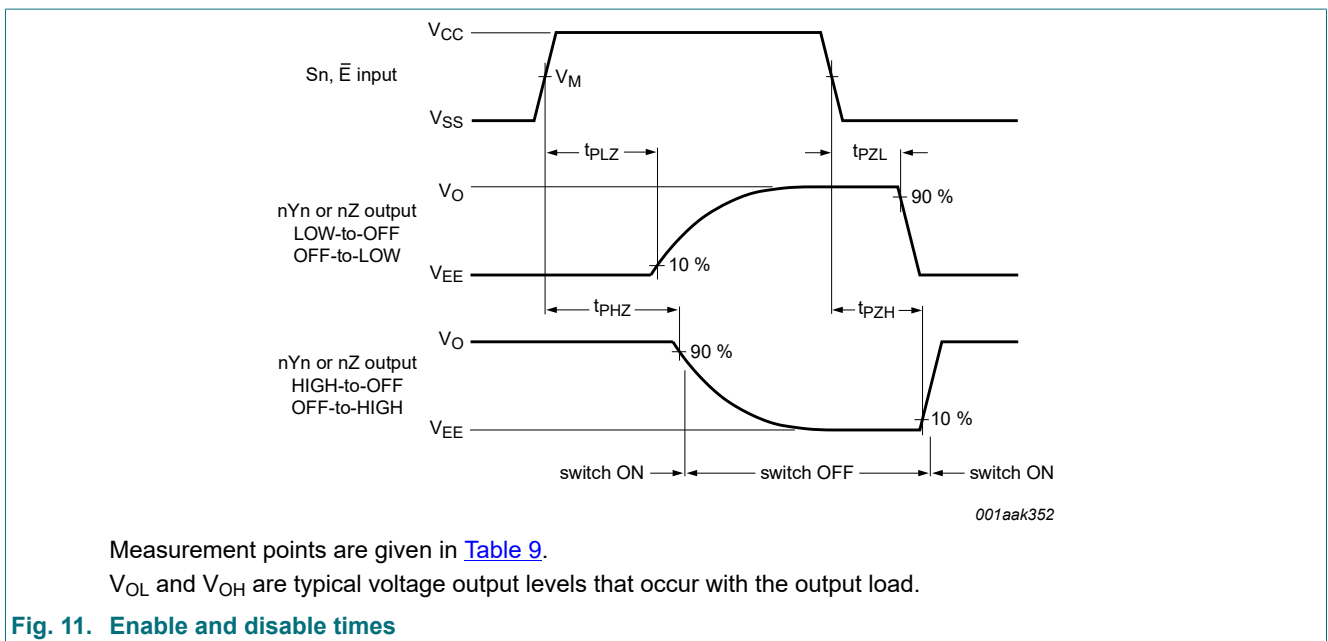 VCC
Sn, E̅ input
VM
VSS
tPLZ
tPZL
VO
90 %
nYn or nZ output
LOW-to-OFF
OFF-to-LOW
10 %
VEE
tPHZ
tPZH
VO
90 %
nYn or nZ output
HIGH-to-OFF
OFF-to-HIGH
10 %
VEE
switch ON
switch OFF
switch ON
001aak352
Measurement points are given in Table 9.
VOL and VOH are typical voltage output levels that occur with the output load.
Fig. 11. Enable and disable times